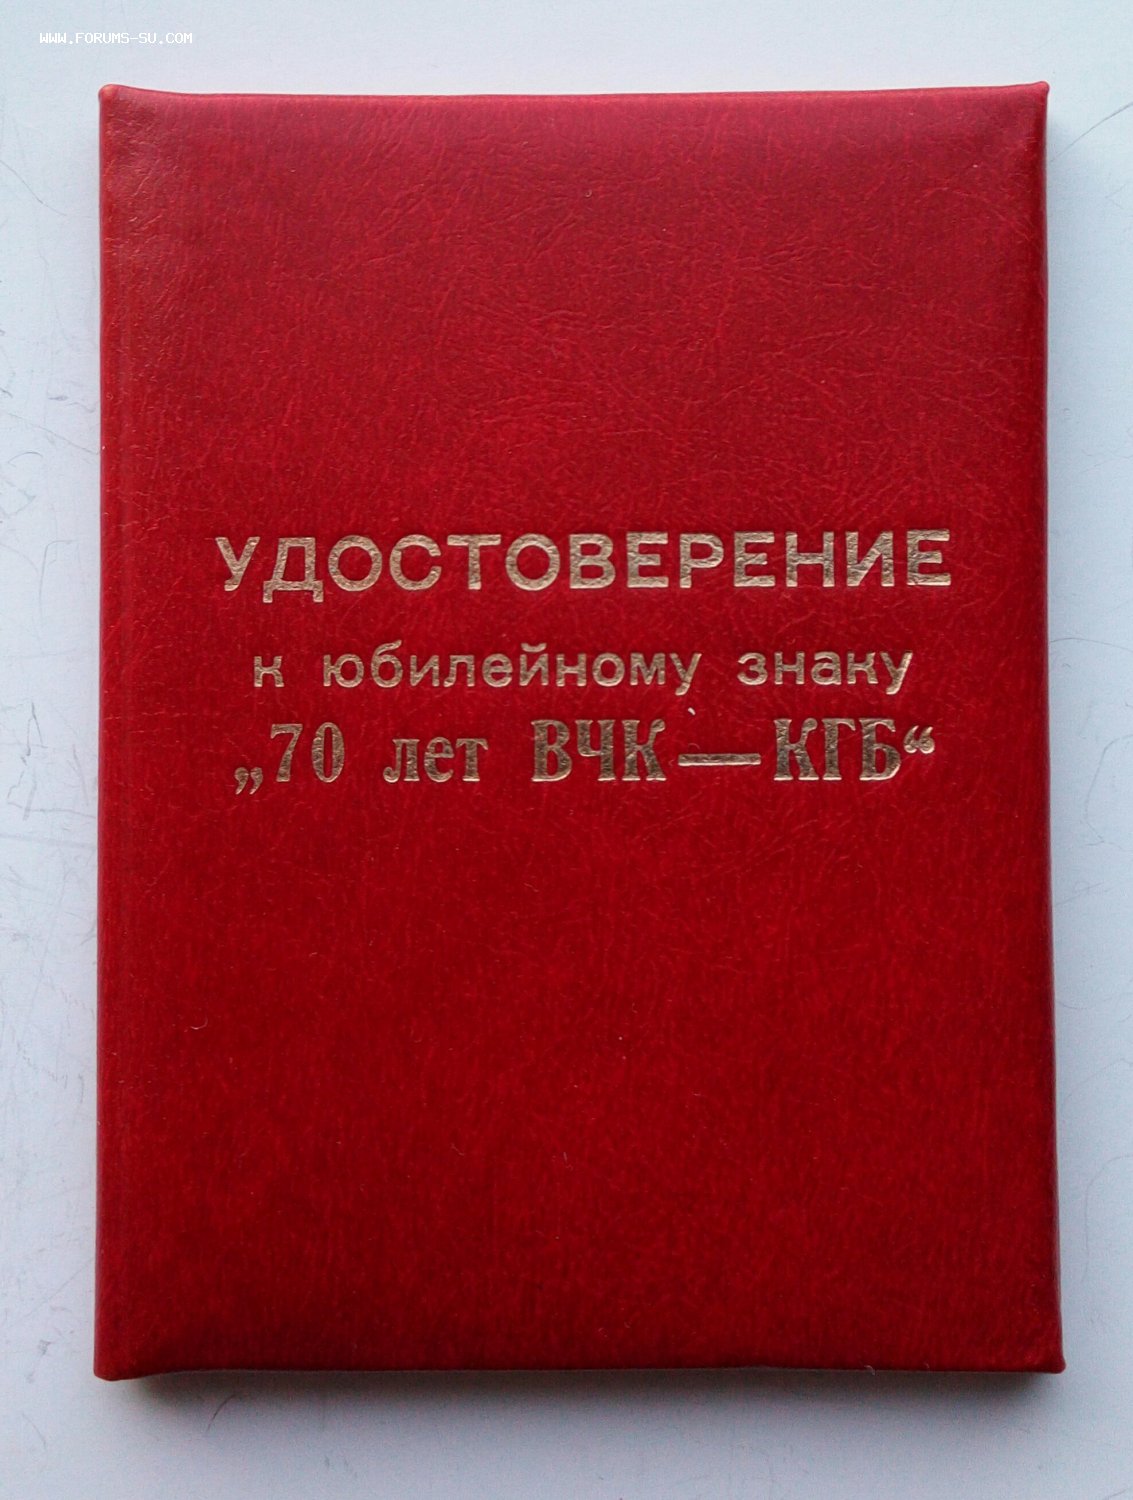 WWW.FORUMS-SU.COM
УДОСТОВЕРЕНИЕ
к юбилейному знаку
„70 лет ВЧК—КГБ“